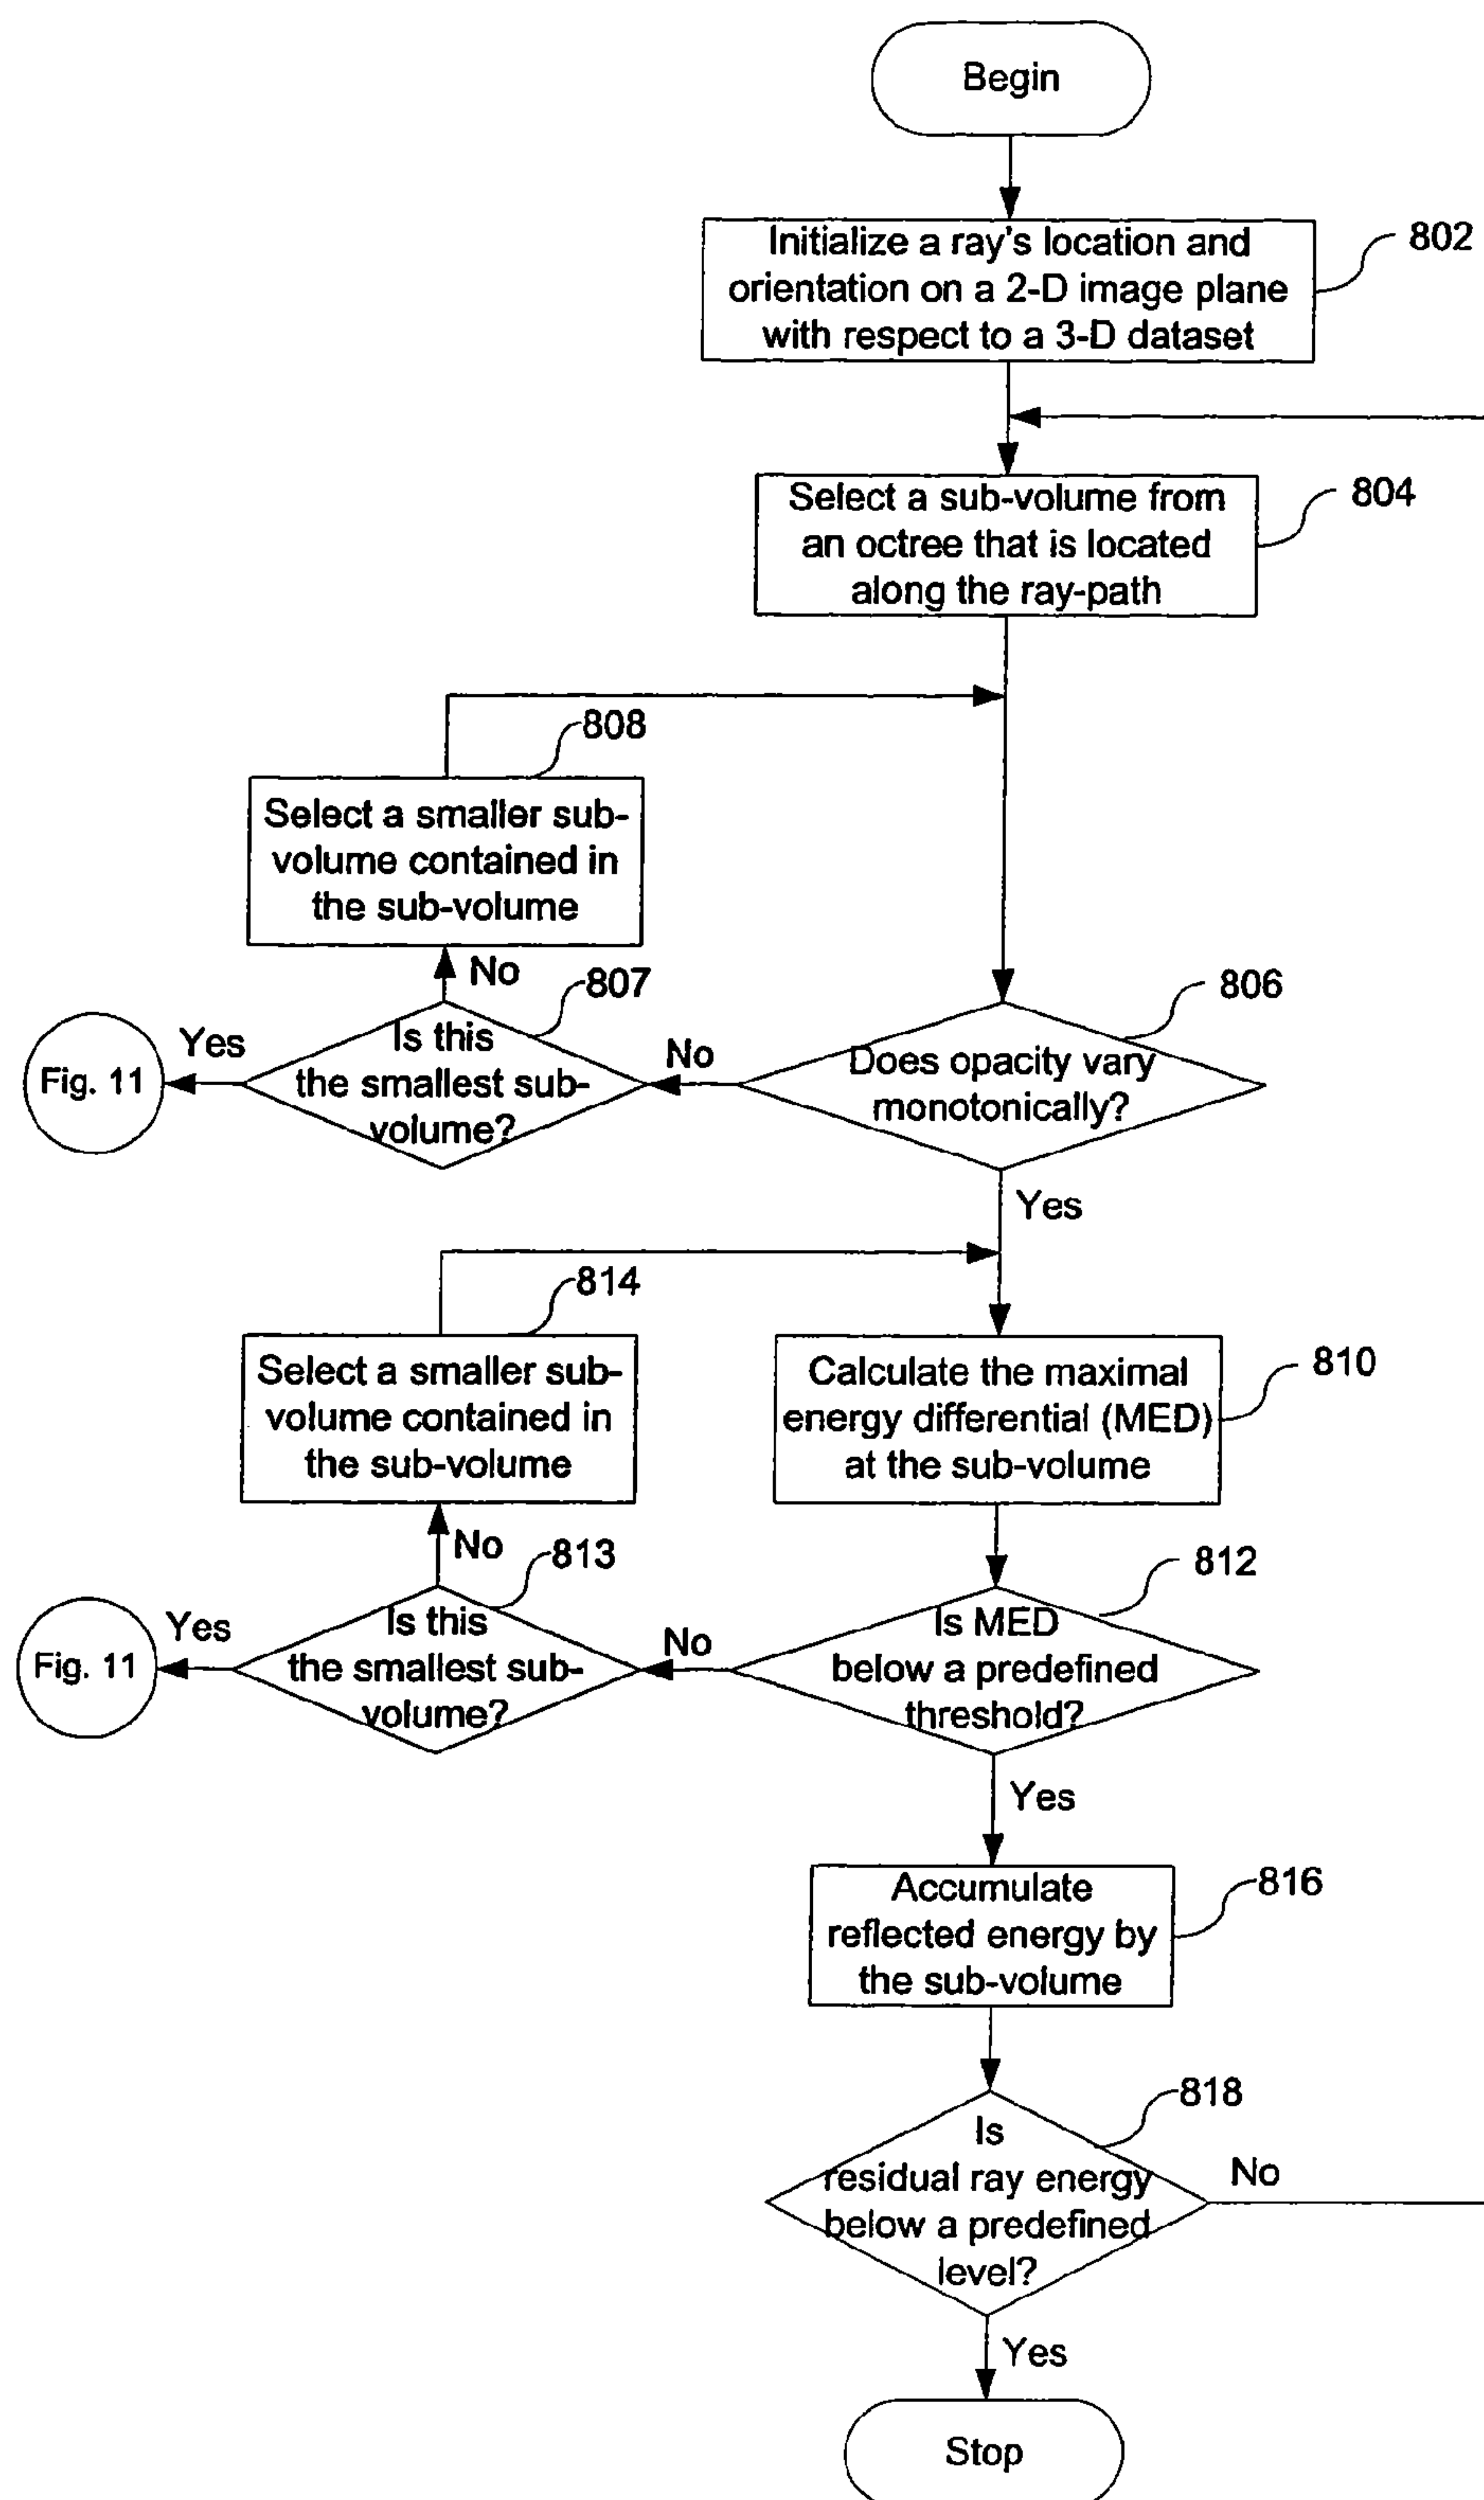 Begin
Initialize a ray's location and
orientation on a 2-D image plane
with respect to a 3-D dataset
802
Select a sub-volume from
an octree that is located
along the ray-path
804
808
Select a smaller sub-
volume contained in
the sub-volume
No
807
806
Fig. 11
Yes
Is this
the smallest sub-
volume?
No
Does opacity vary
monotonically?
Yes
814
Select a smaller sub-
volume contained in
the sub-volume
Calculate the maximal
energy differential (MED)
at the sub-volume
810
No
813
812
Fig. 11
Yes
Is this
the smallest sub-
volume?
No
Is MED
below a predefined
threshold?
Yes
Accumulate
reflected energy by
the sub-volume
816
818
Is
residual ray energy
below a predefined
level?
No
Yes
Stop